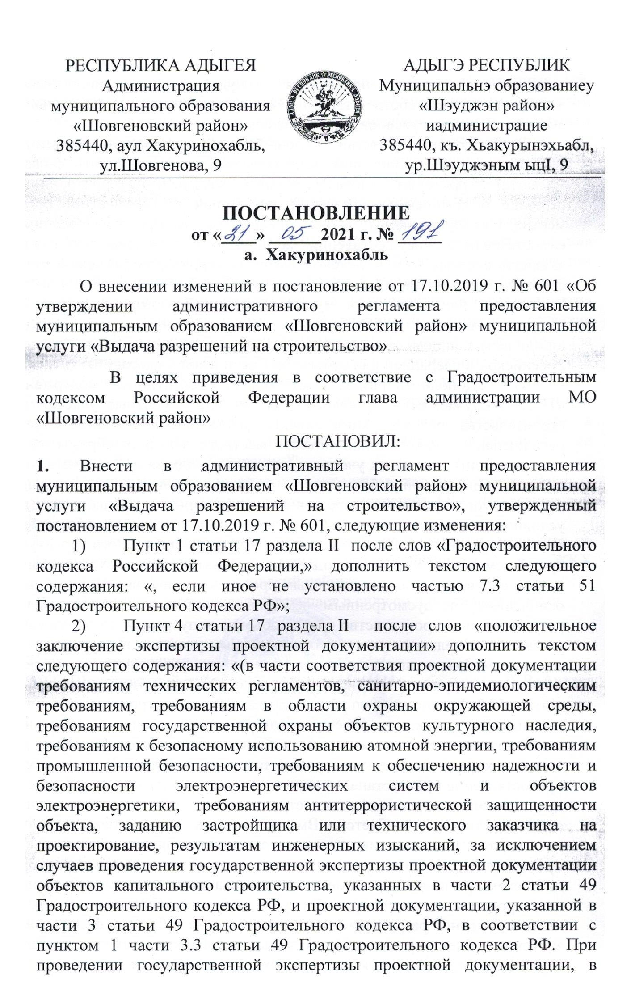 РЕСПУБЛИКА АДЫГЕЯ
Администрация
муниципального образования
«Шовгеновский район»
385440, аул Хакуринохабль,
ул.Шовгенова, 9
АДЫГЭ РЕСПУБЛИК
Муниципальнэ образованиеу
«Шэуджэн район»
иадминистрацие
385440, къ. Хьакурынэхьабл,
ур.Шэуджэным ыцI, 9
АДЫГЭ РЕСПУБЛИК ☆ РЕСПУБЛИКА АДЫГЕЯ
Р Ф
ПОСТАНОВЛЕНИЕ
от «21» 05 2021 г. № 191
а. Хакуринохабль
О внесении изменений в постановление от 17.10.2019 г. № 601 «Об
утверждении административного регламента предоставления
муниципальным образованием «Шовгеновский район» муниципальной
услуги «Выдача разрешений на строительство»
В целях приведения в соответствие с Градостроительным
кодексом Российской Федерации глава администрации МО
«Шовгеновский район»
ПОСТАНОВИЛ:
1. Внести в административный регламент предоставления
муниципальным образованием «Шовгеновский район» муниципальной
услуги «Выдача разрешений на строительство», утвержденный
постановлением от 17.10.2019 г. № 601, следующие изменения:
1) Пункт 1 статьи 17 раздела II после слов «Градостроительного
кодекса Российской Федерации,» дополнить текстом следующего
содержания: «, если иное не установлено частью 7.3 статьи 51
Градостроительного кодекса РФ»;
2) Пункт 4 статьи 17 раздела II после слов «положительное
заключение экспертизы проектной документации» дополнить текстом
следующего содержания: «(в части соответствия проектной документации
требованиям технических регламентов, санитарно-эпидемиологическим
требованиям, требованиям в области охраны окружающей среды,
требованиям государственной охраны объектов культурного наследия,
требованиям к безопасному использованию атомной энергии, требованиям
промышленной безопасности, требованиям к обеспечению надежности и
безопасности электроэнергетических систем и объектов
электроэнергетики, требованиям антитеррористической защищенности
объекта, заданию застройщика или технического заказчика на
проектирование, результатам инженерных изысканий, за исключением
случаев проведения государственной экспертизы проектной документации
объектов капитального строительства, указанных в части 2 статьи 49
Градостроительного кодекса РФ, и проектной документации, указанной в
части 3 статьи 49 Градостроительного кодекса РФ, в соответствии с
пунктом 1 части 3.3 статьи 49 Градостроительного кодекса РФ. При
проведении государственной экспертизы проектной документации, в